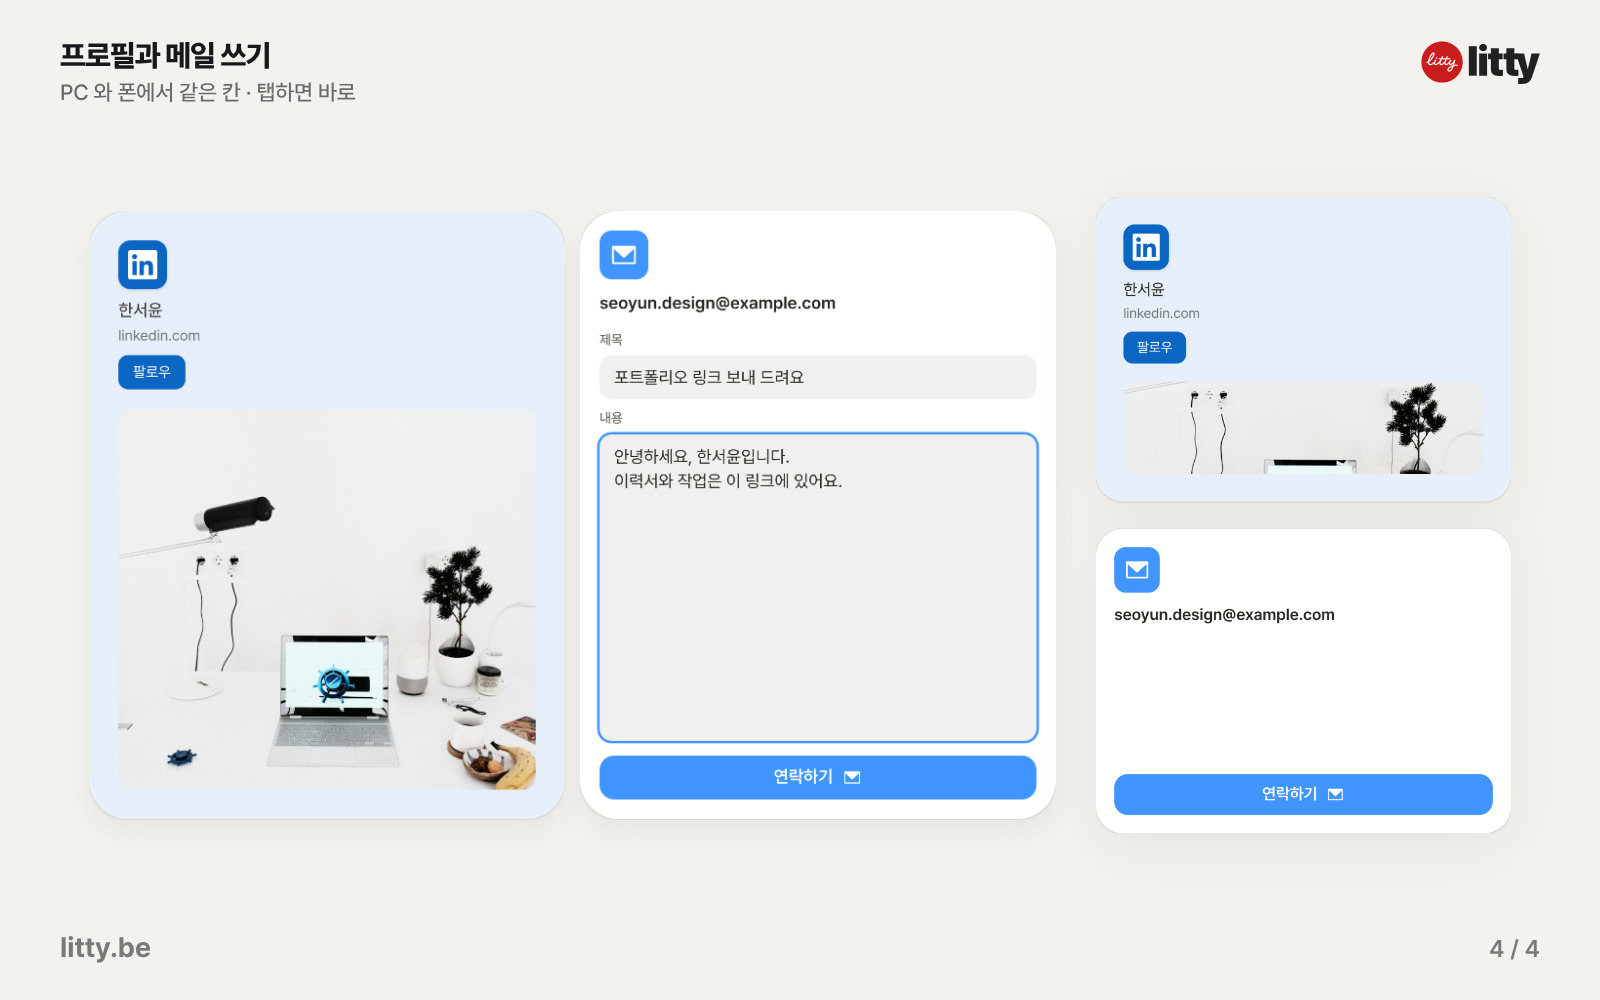 프로필과 메일 쓰기
PC 와 폰에서 같은 칸 · 탭하면 바로
litty litty
in
한서윤
linkedin.com
팔로우
seoyun.design@example.com
제목
포트폴리오 링크 보내 드려요
내용
안녕하세요, 한서윤입니다.
이력서와 작업은 이 링크에 있어요.
연락하기
in
한서윤
linkedin.com
팔로우
seoyun.design@example.com
연락하기
litty.be
4 / 4